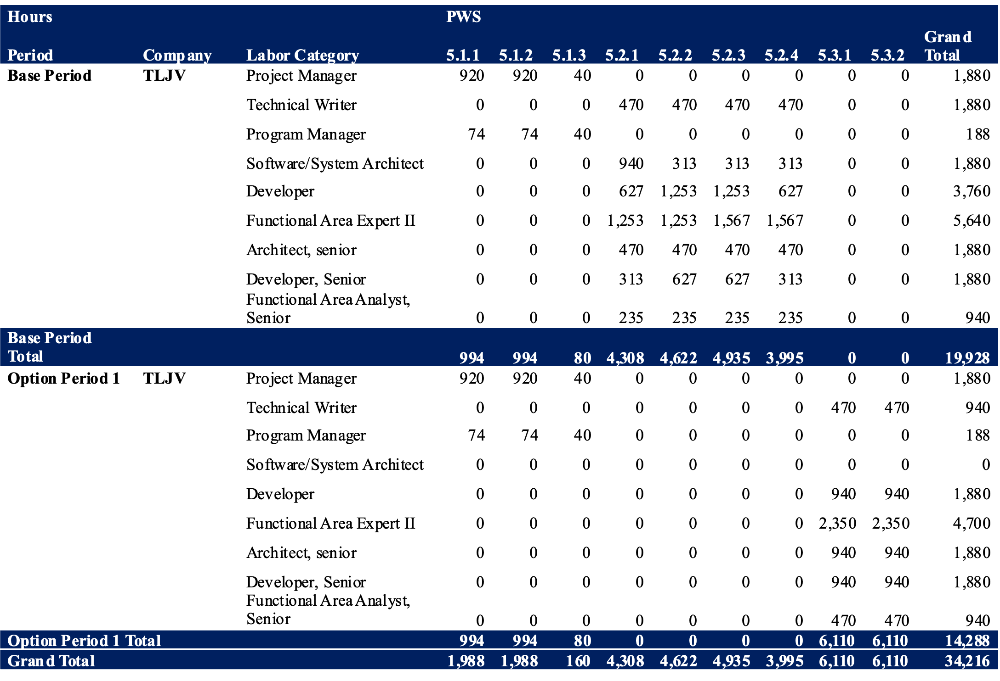 Hours PWS
Grand
Period Company Labor Category 5.1.1 5.1.2 5.1.3 5.2.1 5.2.2 5.2.3 5.2.4 5.3.1 5.3.2 Total
Base Period TLJV Project Manager 920 920 40 0 0 0 0 0 0 1,880
Technical Writer 0 0 0 470 470 470 470 0 0 1,880
Program Manager 74 74 40 0 0 0 0 0 0 188
Software/System Architect 0 0 0 940 313 313 313 0 0 1,880
Developer 0 0 0 627 1,253 1,253 627 0 0 3,760
Functional Area Expert II 0 0 0 1,253 1,253 1,567 1,567 0 0 5,640
Architect, senior 0 0 0 470 470 470 470 0 0 1,880
Developer, Senior 0 0 0 313 627 627 313 0 0 1,880
Functional Area Analyst,
Senior 0 0 0 235 235 235 235 0 0 940
Base Period
Total 994 994 80 4,308 4,622 4,935 3,995 0 0 19,928
Option Period 1 TLJV Project Manager 920 920 40 0 0 0 0 0 0 1,880
Technical Writer 0 0 0 0 0 0 0 470 470 940
Program Manager 74 74 40 0 0 0 0 0 0 188
Software/System Architect 0 0 0 0 0 0 0 0 0 0
Developer 0 0 0 0 0 0 0 940 940 1,880
Functional Area Expert II 0 0 0 0 0 0 0 2,350 2,350 4,700
Architect, senior 0 0 0 0 0 0 0 940 940 1,880
Developer, Senior 0 0 0 0 0 0 0 940 940 1,880
Functional Area Analyst,
Senior 0 0 0 0 0 0 0 470 470 940
Option Period 1 Total 994 994 80 0 0 0 0 6,110 6,110 14,288
Grand Total 1,988 1,988 160 4,308 4,622 4,935 3,995 6,110 6,110 34,216